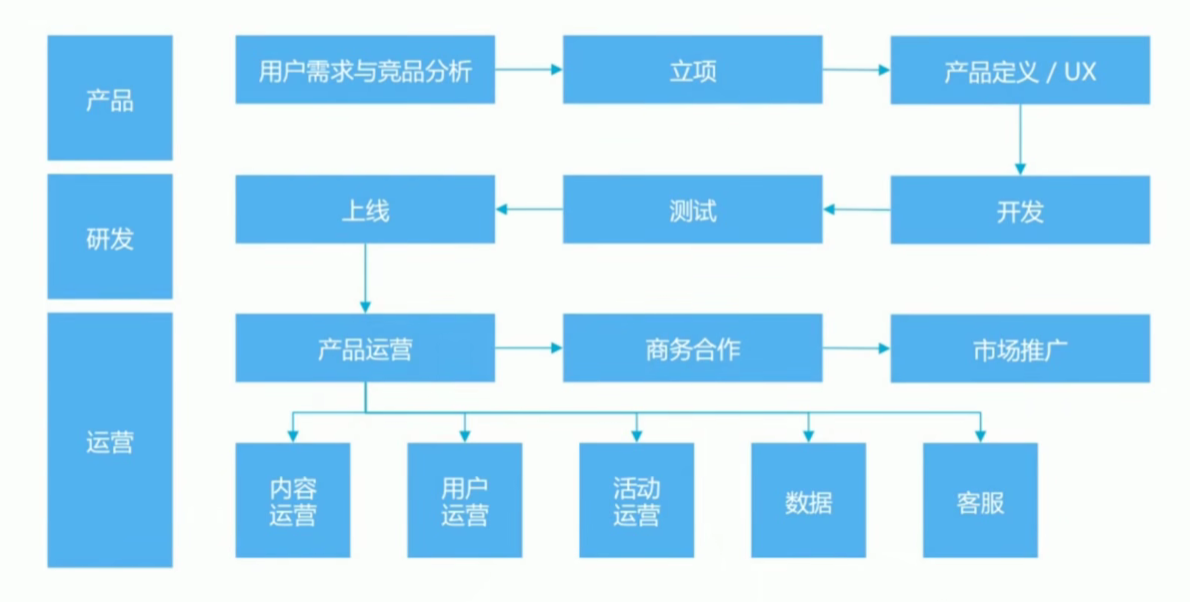 产品
用户需求与竞品分析
立项
产品定义 / UX
研发
上线
测试
开发
运营
产品运营
商务合作
市场推广
内容
运营
用户
运营
活动
运营
数据
客服